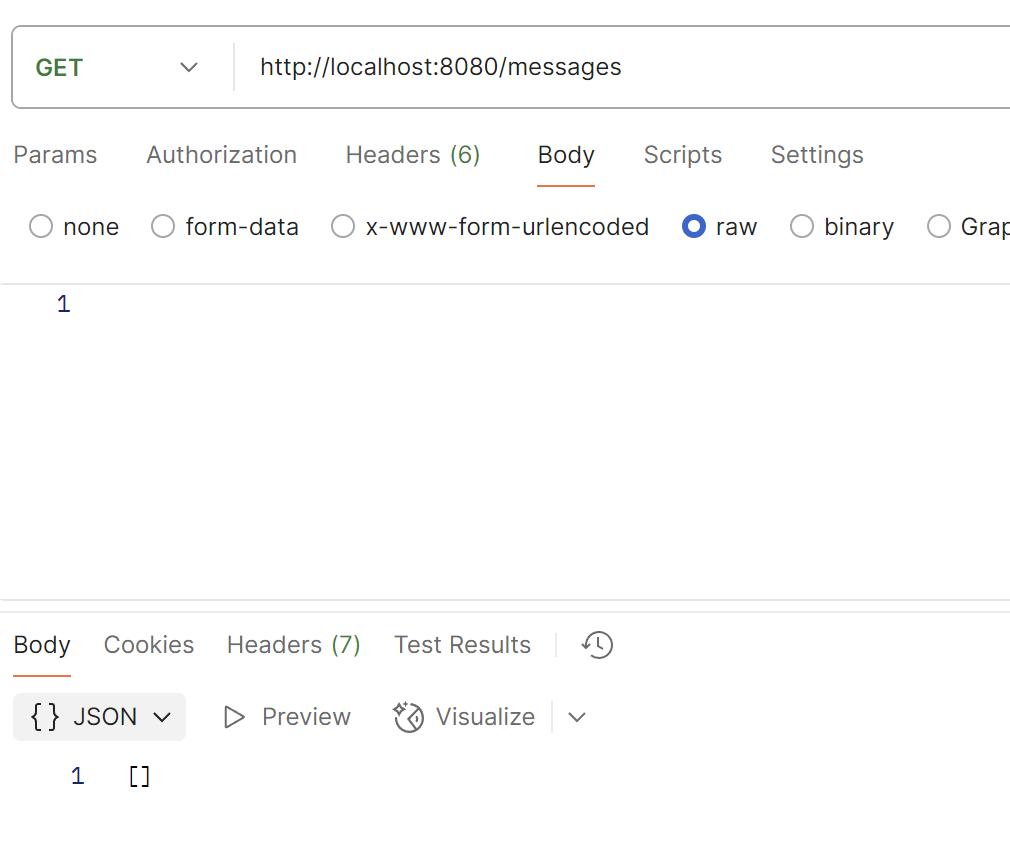 GET http://localhost:8080/messages
Params Authorization Headers (6) Body Scripts Settings
none form-data x-www-form-urlencoded raw binary Grap
1
Body Cookies Headers (7) Test Results
{} JSON Preview Visualize
1 []